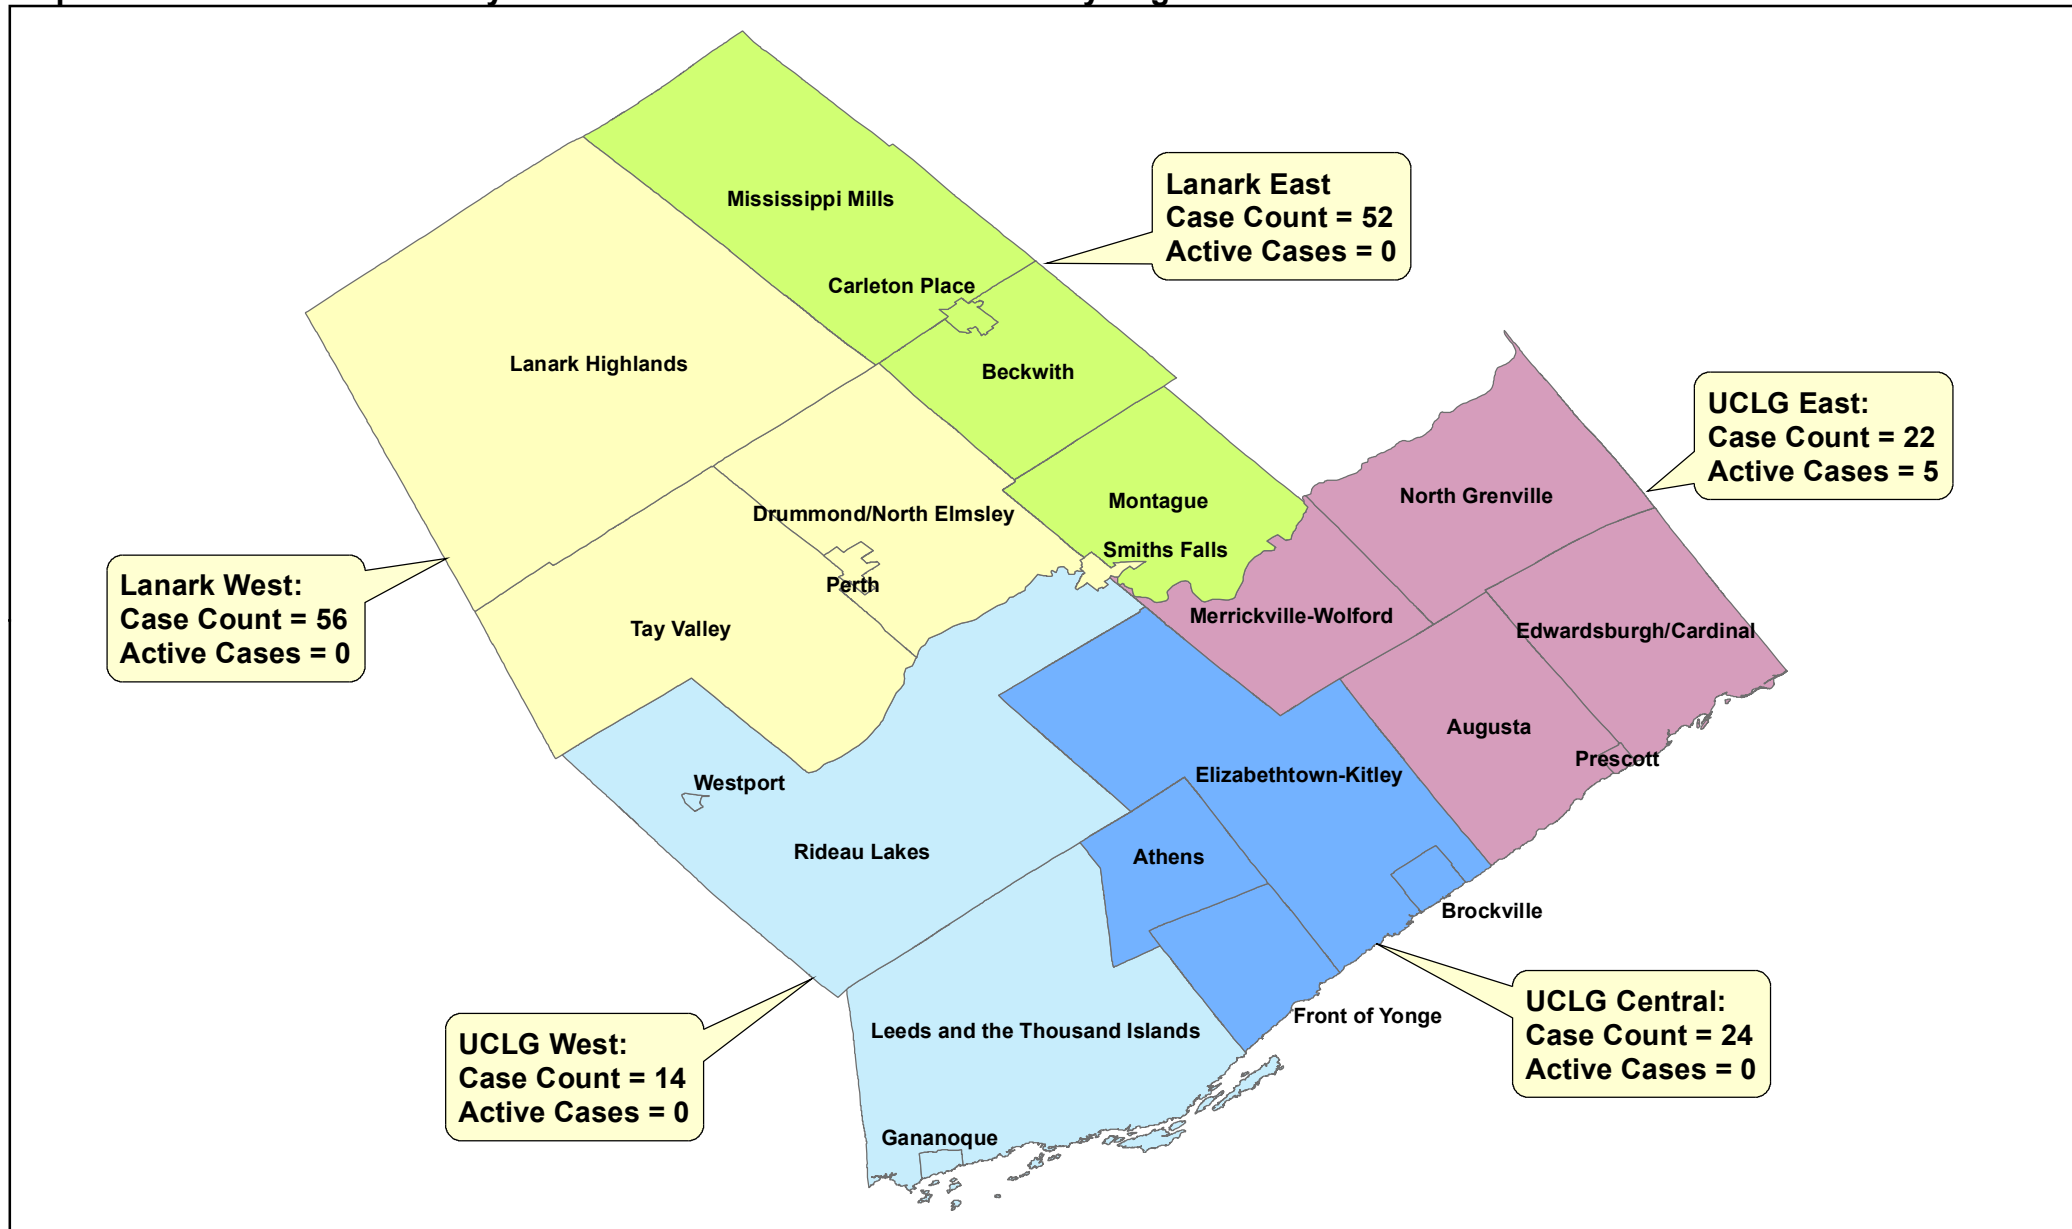 Mississippi Mills
Lanark East
Case Count = 52
Active Cases = 0
Carleton Place
Lanark Highlands
Beckwith
UCLG East:
Case Count = 22
Active Cases = 5
North Grenville
Montague
Drummond/North Elmsley
Smiths Falls
Perth
Lanark West:
Case Count = 56
Active Cases = 0
Tay Valley
Merrickville-Wolford
Edwardsburgh/Cardinal
Augusta
Prescott
Elizabethtown-Kitley
Westport
Rideau Lakes
Athens
Brockville
UCLG Central:
Case Count = 24
Active Cases = 0
Front of Yonge
Leeds and the Thousand Islands
UCLG West:
Case Count = 14
Active Cases = 0
Gananoque